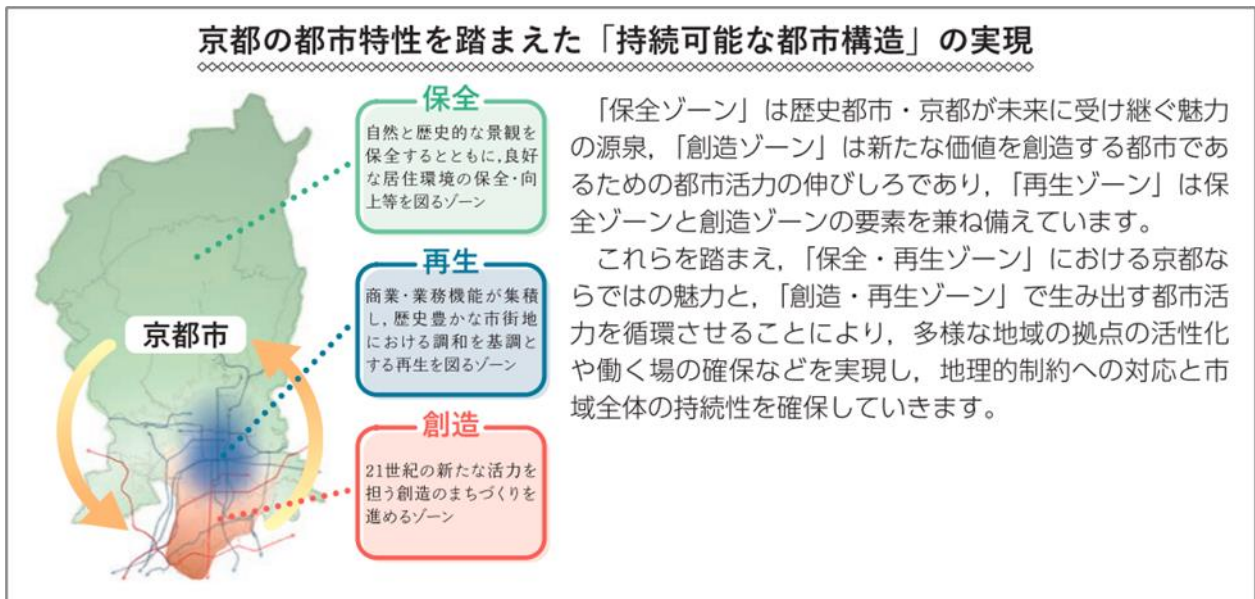 京都の都市特性を踏まえた「持続可能な都市構造」の実現
保全
自然と歴史的な景観を
保全するとともに,良好
な居住環境の保全・向
上等を図るゾーン
再生
商業・業務機能が集積
し,歴史豊かな市街地
における調和を基調と
する再生を図るゾーン
創造
21世紀の新たな活力を
担う創造のまちづくりを
進めるゾーン
京都市
「保全ゾーン」は歴史都市・京都が未来に受け継ぐ魅力
の源泉,「創造ゾーン」は新たな価値を創造する都市であ
るための都市活力の伸びしろであり,「再生ゾーン」は保
全ゾーンと創造ゾーンの要素を兼ね備えています。
これらを踏まえ,「保全・再生ゾーン」における京都な
らではの魅力と,「創造・再生ゾーン」で生み出す都市活
力を循環させることにより,多様な地域の拠点の活性化
や働く場の確保などを実現し,地理的制約への対応と市
域全体の持続性を確保していきます。